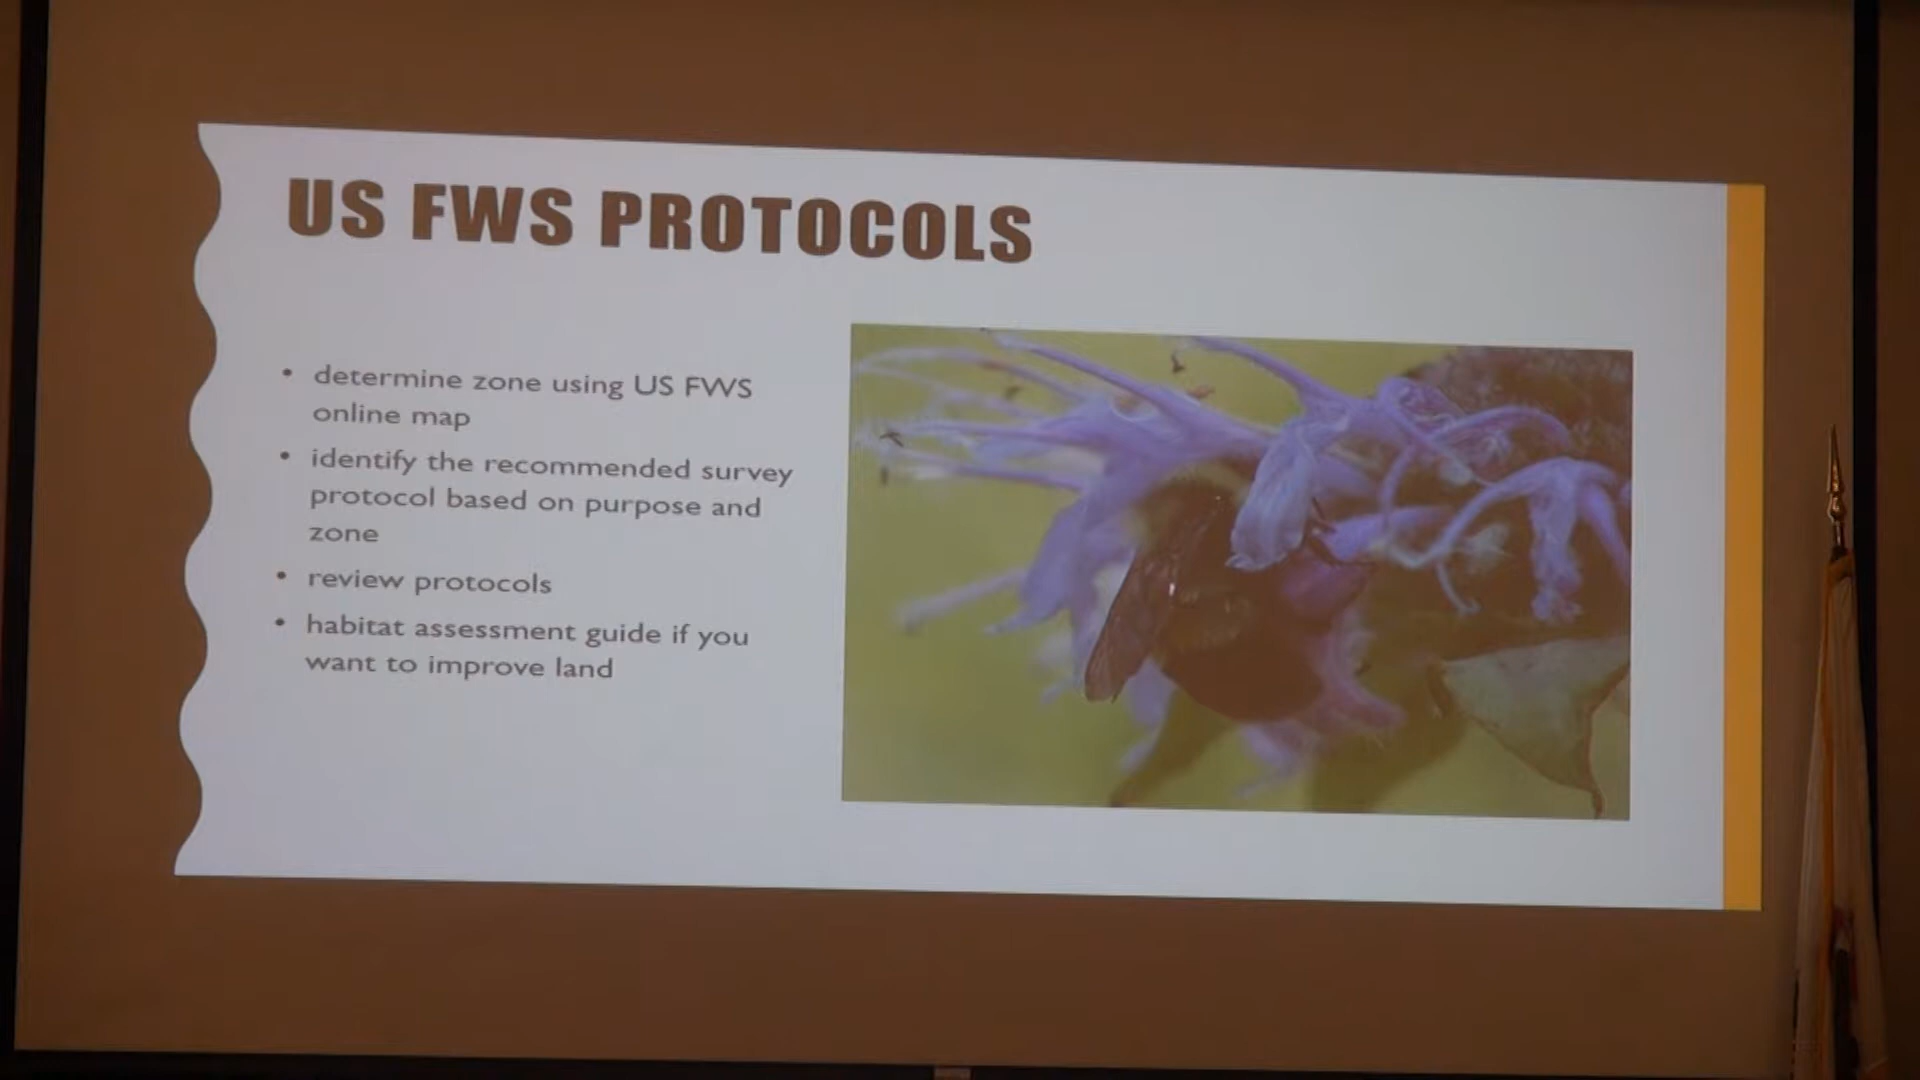 US FWS PROTOCOLS
• determine zone using US FWS
online map
• identify the recommended survey
protocol based on purpose and
zone
• review protocols
• habitat assessment guide if you
want to improve land